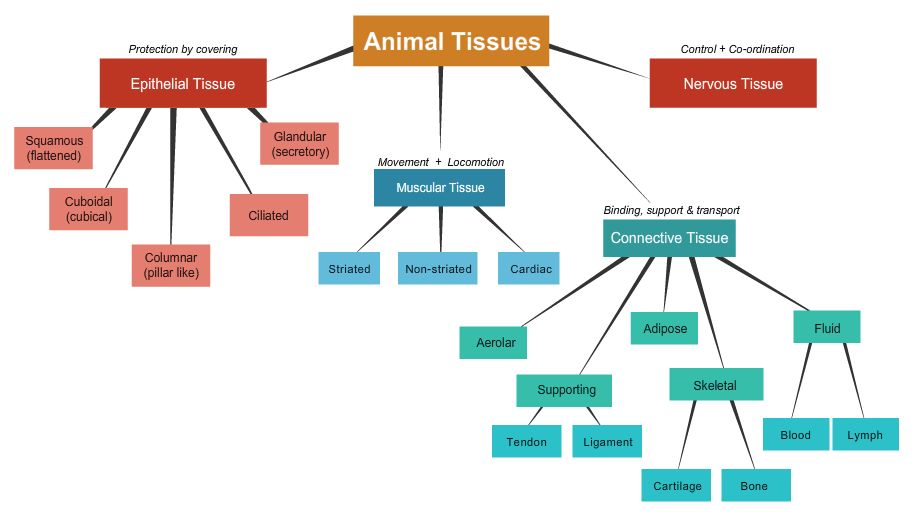 Animal Tissues
Protection by covering
Control + Co-ordination
Epithelial Tissue
Nervous Tissue
Squamous
(flattened)
Glandular
(secretory)
Cuboidal
(cubical)
Ciliated
Columnar
(pillar like)
Movement + Locomotion
Muscular Tissue
Striated
Non-striated
Cardiac
Binding, support & transport
Connective Tissue
Aerolar
Adipose
Fluid
Supporting
Skeletal
Tendon
Ligament
Blood
Lymph
Cartilage
Bone